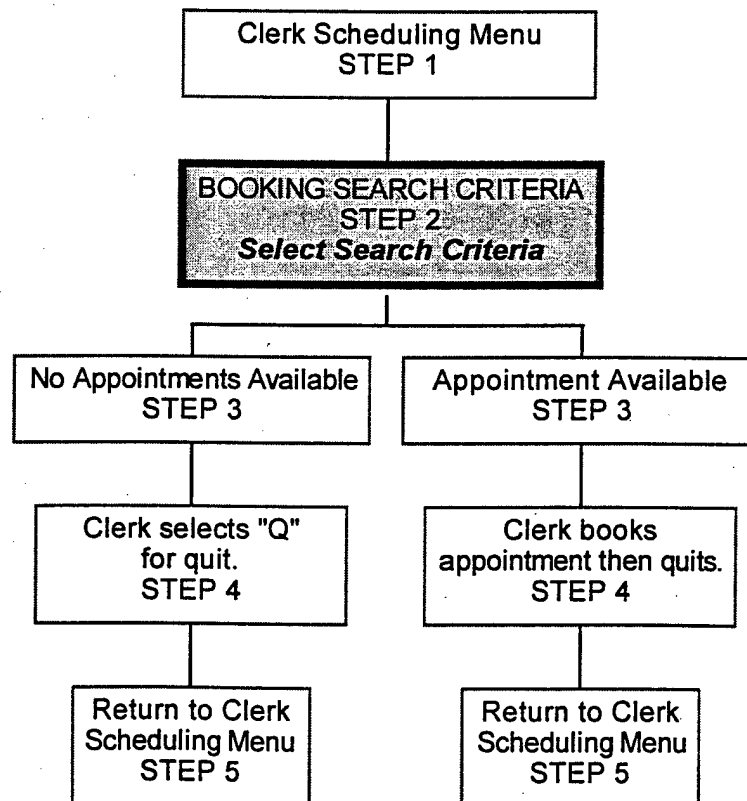 Clerk Scheduling Menu
STEP 1
BOOKING SEARCH CRITERIA
STEP 2
Select Search Criteria
No Appointments Available
STEP 3
Appointment Available
STEP 3
Clerk selects "Q"
for quit.
STEP 4
Clerk books
appointment then quits.
STEP 4
Return to Clerk
Scheduling Menu
STEP 5
Return to Clerk
Scheduling Menu
STEP 5